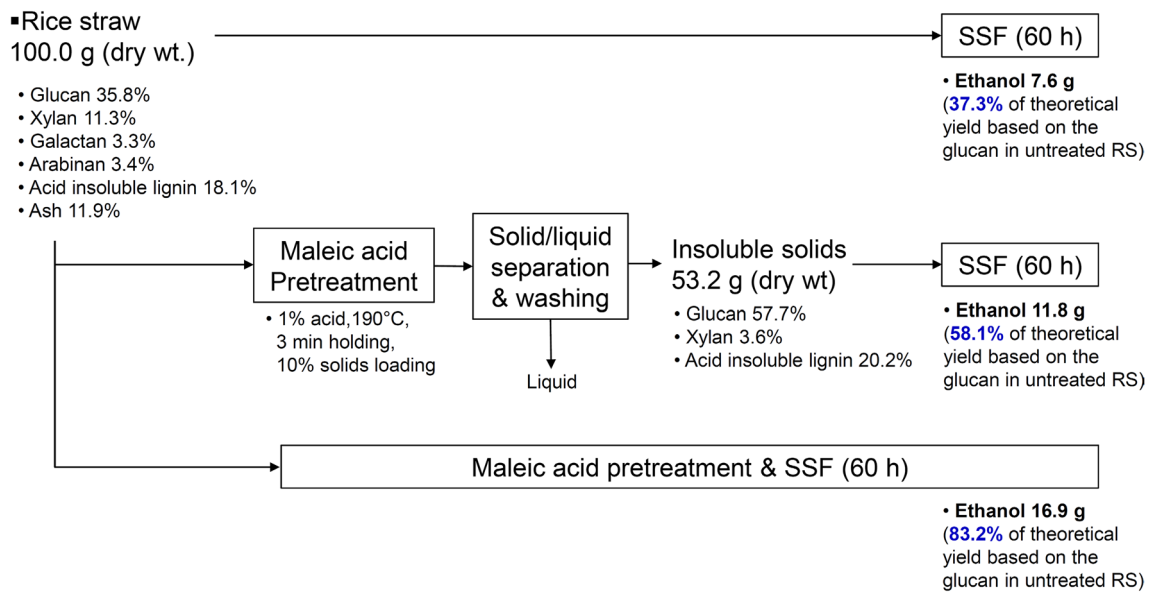 ▪Rice straw
100.0 g (dry wt.)
• Glucan 35.8%
• Xylan 11.3%
• Galactan 3.3%
• Arabinan 3.4%
• Acid insoluble lignin 18.1%
• Ash 11.9%
SSF (60 h)
• Ethanol 7.6 g
(37.3% of theoretical
yield based on the
glucan in untreated RS)
Maleic acid
Pretreatment
• 1% acid,190°C,
3 min holding,
10% solids loading
Solid/liquid
separation
& washing
Liquid
Insoluble solids
53.2 g (dry wt)
• Glucan 57.7%
• Xylan 3.6%
• Acid insoluble lignin 20.2%
SSF (60 h)
• Ethanol 11.8 g
(58.1% of theoretical
yield based on the
glucan in untreated RS)
Maleic acid pretreatment & SSF (60 h)
• Ethanol 16.9 g
(83.2% of theoretical
yield based on the
glucan in untreated RS)